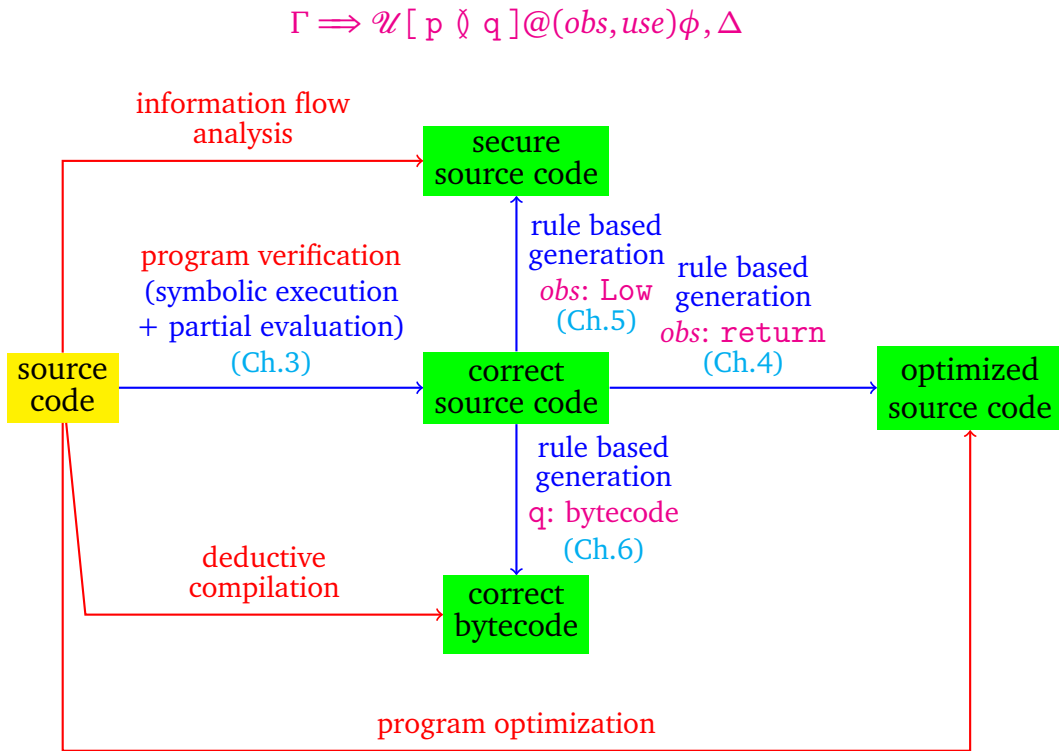 Γ ⟹ 𝒰[ p ≬ q ]@(obs, use)ϕ, Δ
information flow
analysis
secure
source code
rule based
generation
obs: Low
(Ch.5)
program verification
(symbolic execution
+ partial evaluation)
(Ch.3)
rule based
generation
obs: return
(Ch.4)
source
code
correct
source code
optimized
source code
rule based
generation
q: bytecode
(Ch.6)
deductive
compilation
correct
bytecode
program optimization